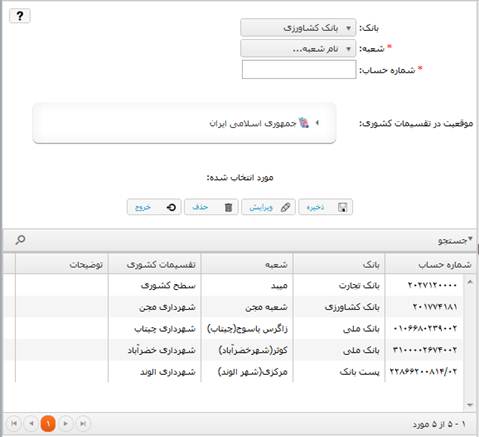 ?
بانک: بانک کشاورزی
* شعبه: نام شعبه...
* شماره حساب:
موقعیت در تقسیمات کشوری: جمهوری اسلامی ایران
مورد انتخاب شده:
ذخیره ویرایش حذف خروج
جستجو
شماره حساب بانک شعبه تقسیمات کشوری توضیحات
۲۰۲۷۱۲۰۰۰۰ بانک تجارت میبد سطح کشوری
۲۰۱۷۷۴۱۸۱ بانک کشاورزی شعبه مجن شهرداری مجن
۰۱۰۶۶۸۰۲۳۹۰۰۲ بانک ملی زاگرس یاسوج(چیتاب) شهرداری چیتاب
۳۱۰۰۰۰۲۶۷۴۰۰۲ بانک ملی کوثر(شهرخضرآباد) شهرداری خضرآباد
۲۲۸۶۶۲۰۰۸۱۴/۰۲ پست بانک مرکزی(شهر الوند) شهرداری الوند
۱ - ۵ از ۵ مورد ۱